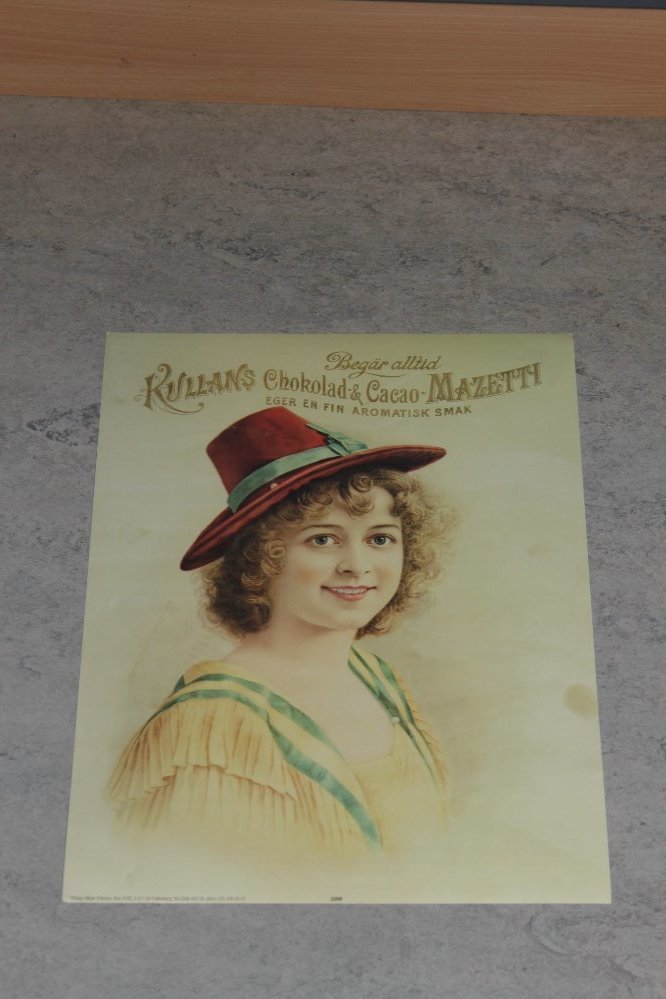 Begär alltid
KULLANS Chokolad-& Cacao-MAZETTI
EGER EN FIN AROMATISK SMAK